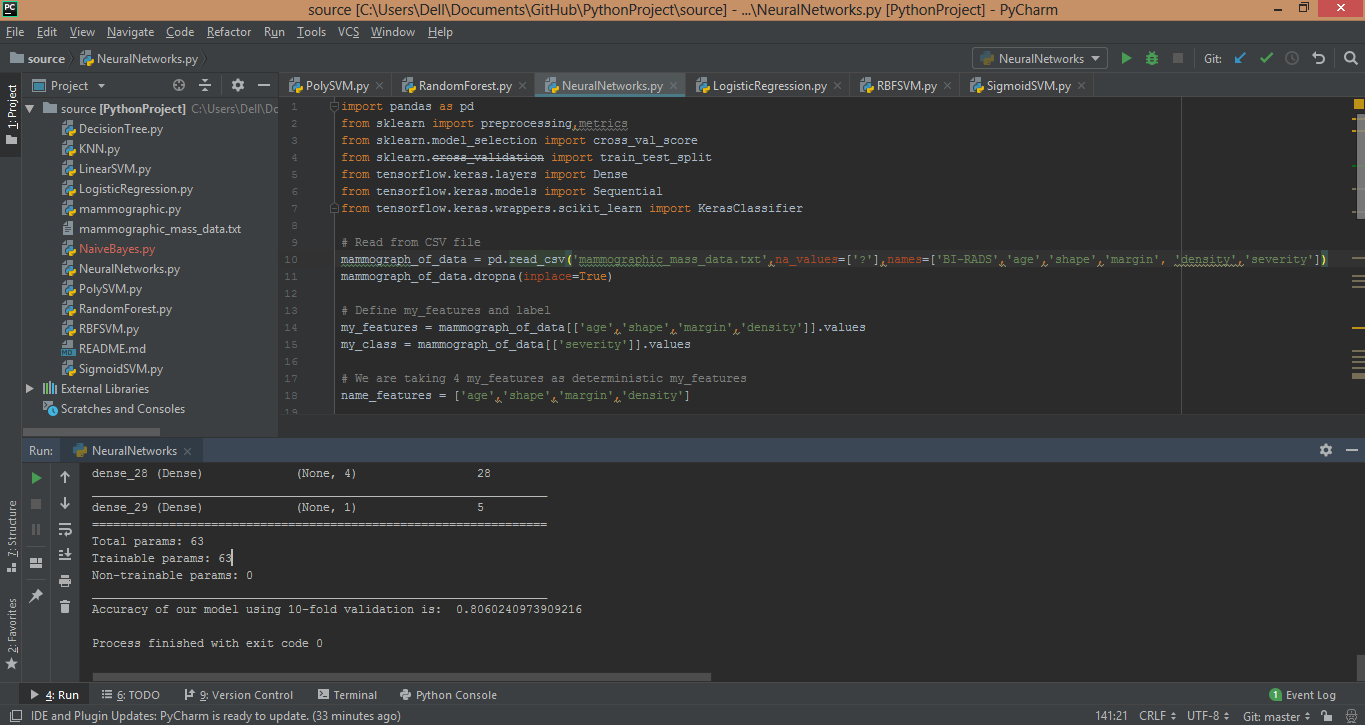 source [C:\Users\Dell\Documents\GitHub\PythonProject\source] - ...\NeuralNetworks.py [PythonProject] - PyCharm
File Edit View Navigate Code Refactor Run Tools VCS Window Help
source NeuralNetworks.py NeuralNetworks Git:
Project PolySVM.py RandomForest.py NeuralNetworks.py LogisticRegression.py RBFSVM.py SigmoidSVM.py
1: Project
source [PythonProject] C:\Users\Dell\Do
DecisionTree.py
KNN.py
LinearSVM.py
LogisticRegression.py
mammographic.py
mammographic_mass_data.txt
NaiveBayes.py
NeuralNetworks.py
PolySVM.py
RandomForest.py
RBFSVM.py
README.md
SigmoidSVM.py
External Libraries
Scratches and Consoles
1 import pandas as pd
2 from sklearn import preprocessing,metrics
3 from sklearn.model_selection import cross_val_score
4 from sklearn.cross_validation import train_test_split
5 from tensorflow.keras.layers import Dense
6 from tensorflow.keras.models import Sequential
7 from tensorflow.keras.wrappers.scikit_learn import KerasClassifier
8
9 # Read from CSV file
10 mammograph_of_data = pd.read_csv('mammographic_mass_data.txt',na_values=['?'],names=['BI-RADS','age','shape','margin', 'density','severity'])
11 mammograph_of_data.dropna(inplace=True)
12
13 # Define my_features and label
14 my_features = mammograph_of_data[['age','shape','margin','density']].values
15 my_class = mammograph_of_data[['severity']].values
16
17 # We are taking 4 my_features as deterministic my_features
18 name_features = ['age','shape','margin','density']
19
Run: NeuralNetworks
dense_28 (Dense) (None, 4) 28
dense_29 (Dense) (None, 1) 5
=================================================================
Total params: 63
Trainable params: 63
Non-trainable params: 0
Accuracy of our model using 10-fold validation is:  0.8060240973909216
Process finished with exit code 0
7: Structure
2: Favorites
4: Run 6: TODO 9: Version Control Terminal Python Console 1 Event Log
IDE and Plugin Updates: PyCharm is ready to update. (33 minutes ago) 141:21 CRLF UTF-8 Git: master